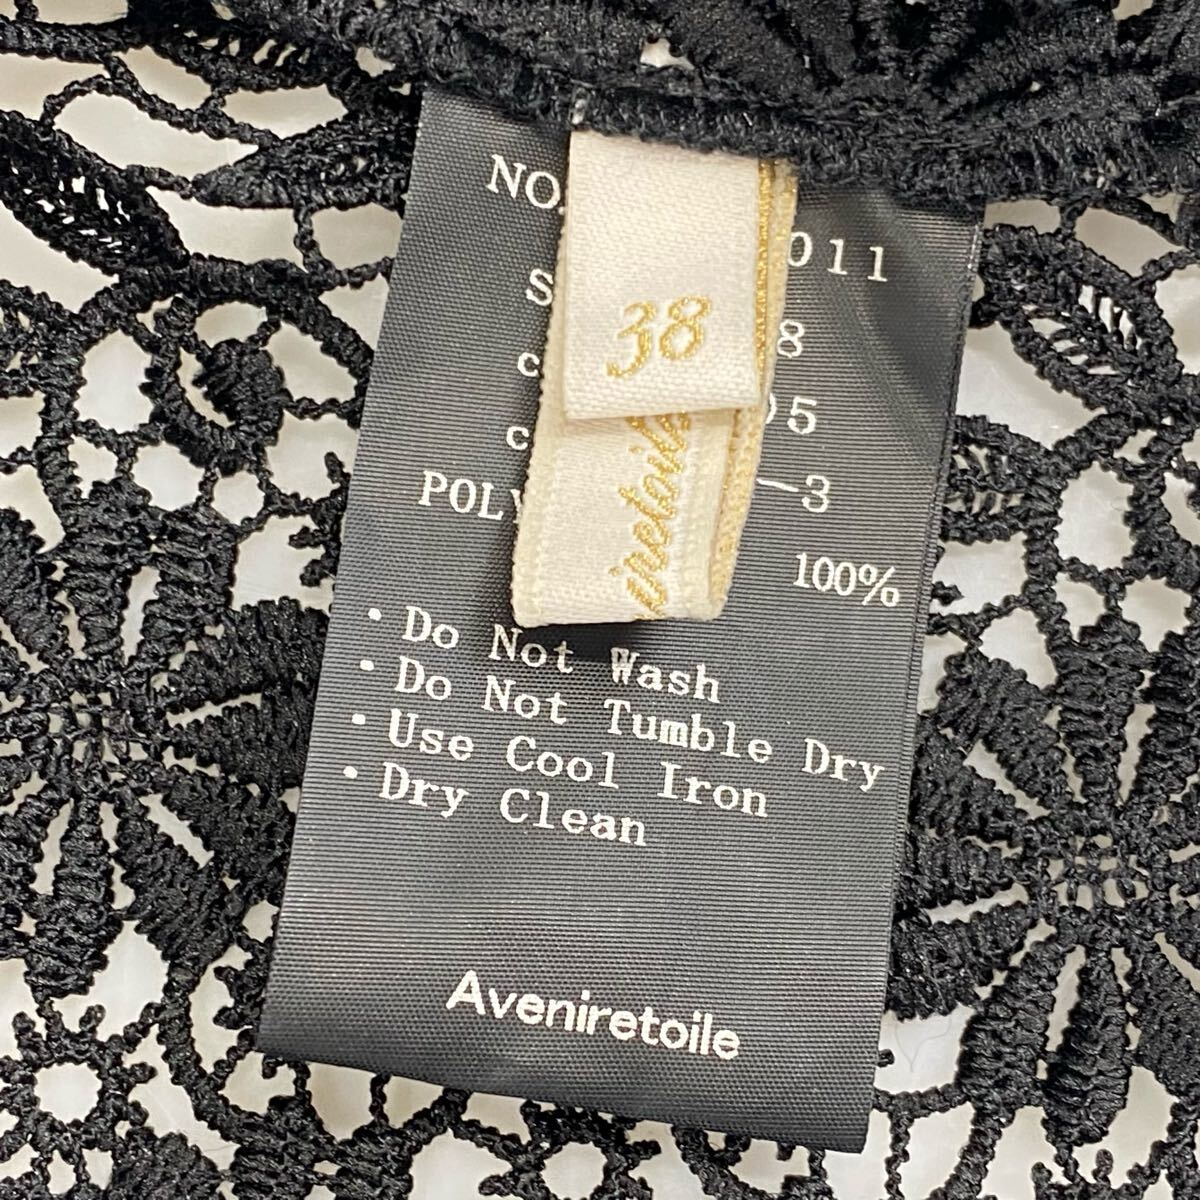 NO. 011
38
8
05
iretoile
-3
POLY
100%
・Do Not Wash
・Do Not Tumble Dry
・Use Cool Iron
・Dry Clean
Aveniretoile